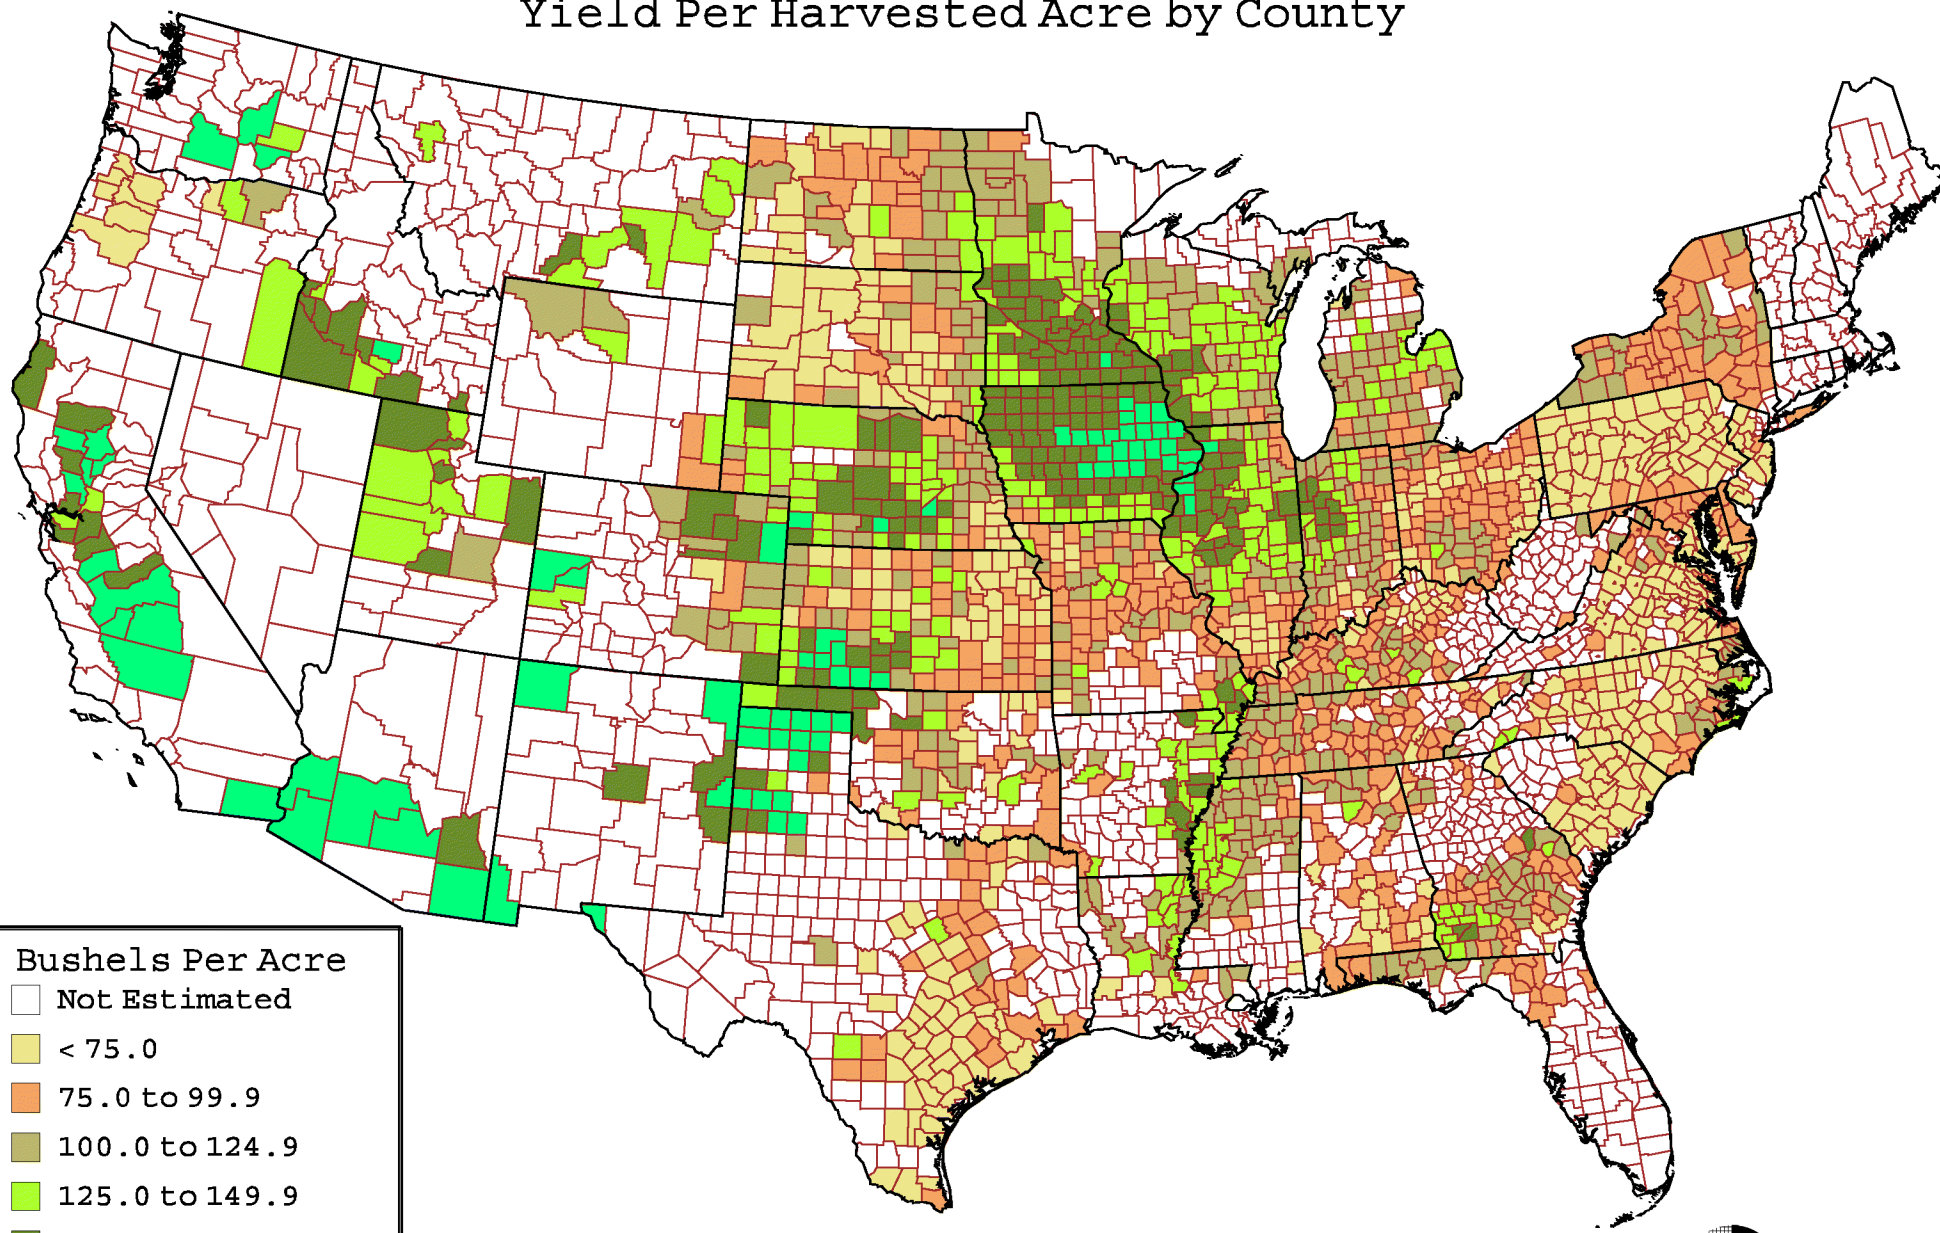 Yield Per Harvested Acre by County
Bushels Per Acre
Not Estimated
< 75.0
75.0 to 99.9
100.0 to 124.9
125.0 to 149.9